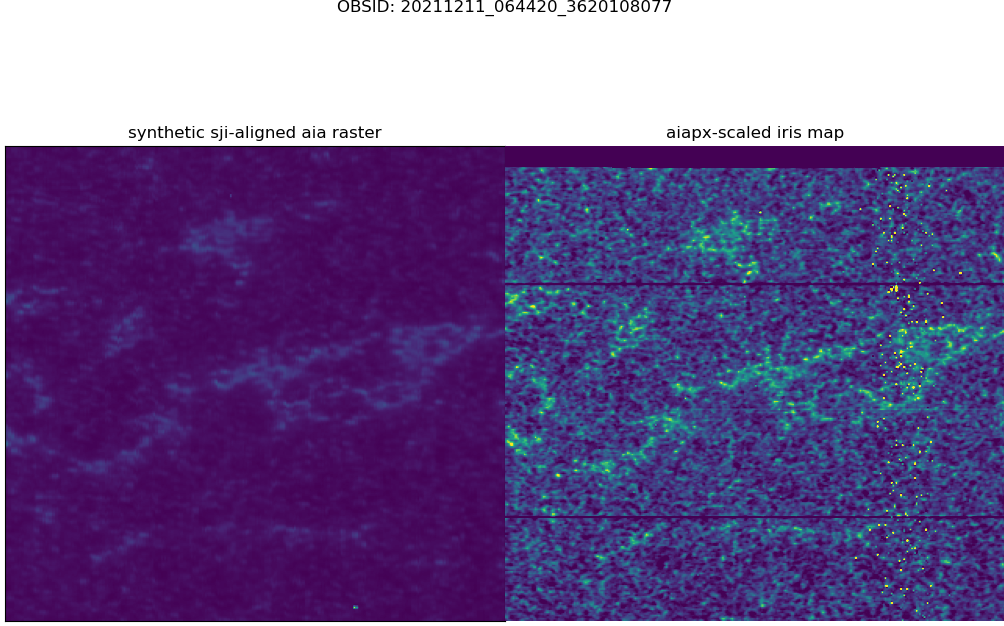 OBSID: 20211211_064420_3620108077
synthetic sji-aligned aia raster
aiapx-scaled iris map